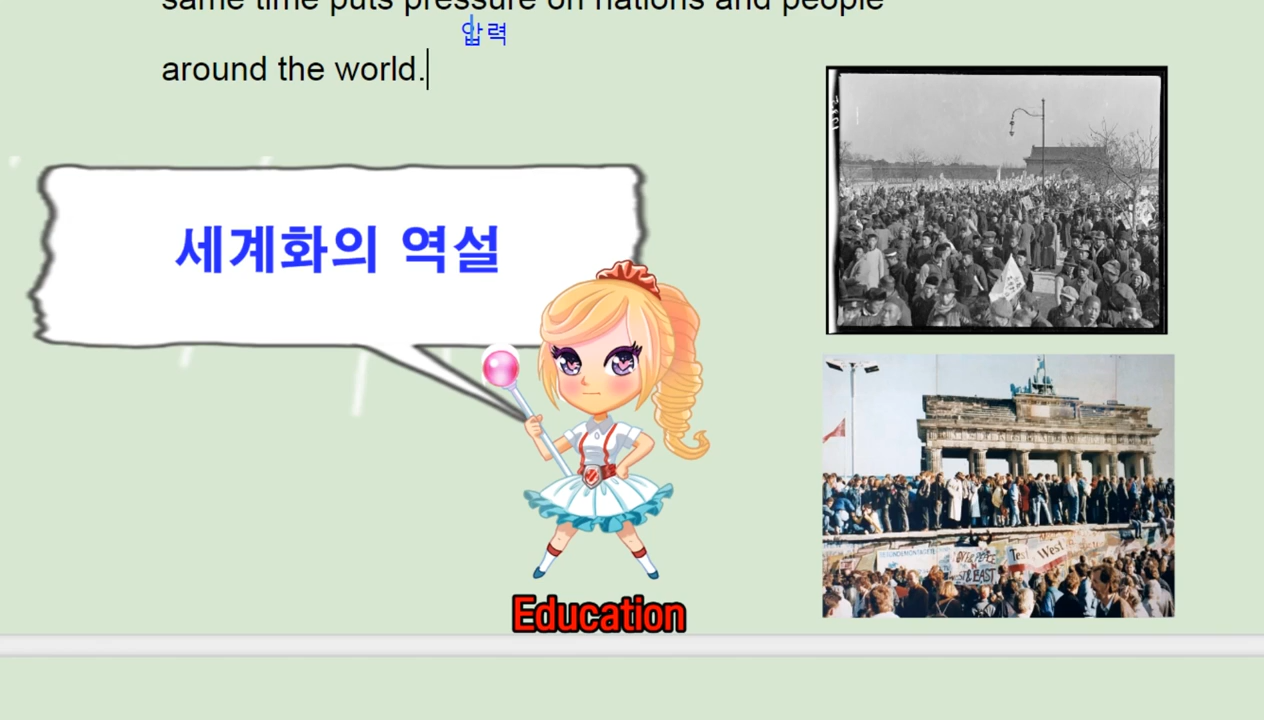 same time puts pressure on nations and people
압력
around the world.
세계화의 역설
Education
Test
West